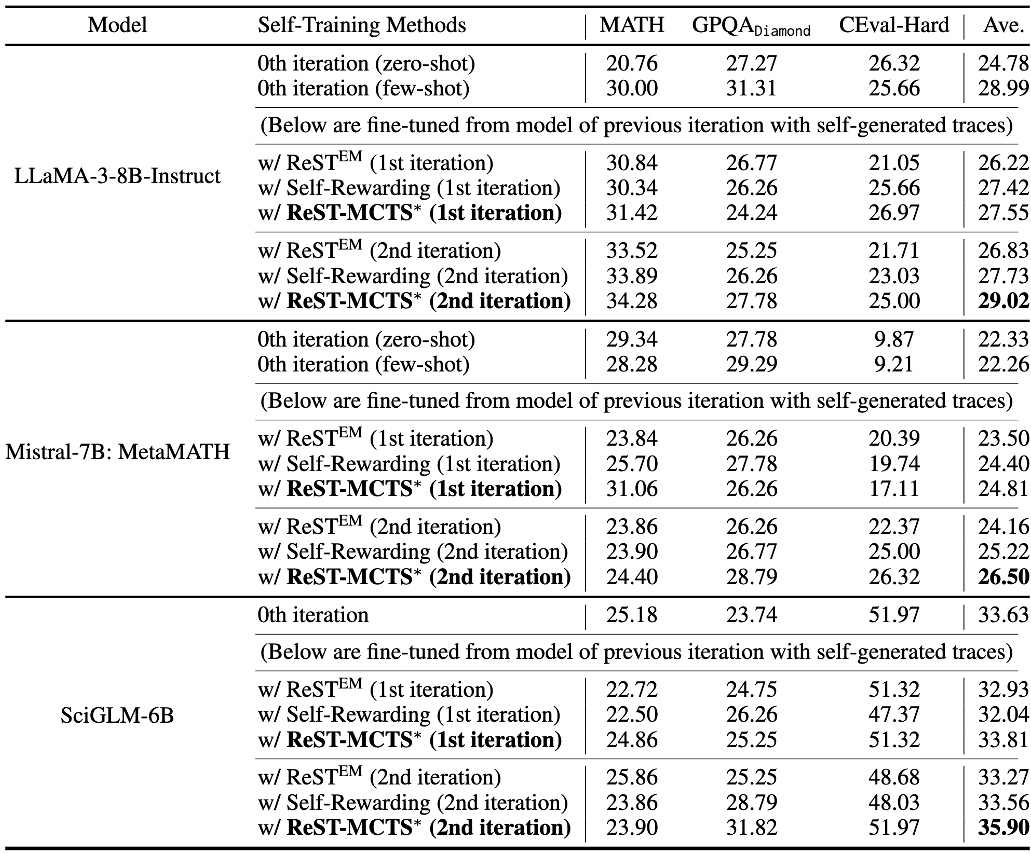 Model Self-Training Methods MATH GPQA_Diamond CEval-Hard Ave.
0th iteration (zero-shot) 20.76 27.27 26.32 24.78
0th iteration (few-shot) 30.00 31.31 25.66 28.99
(Below are fine-tuned from model of previous iteration with self-generated traces)
w/ ReST^EM (1st iteration) 30.84 26.77 21.05 26.22
LLaMA-3-8B-Instruct
w/ Self-Rewarding (1st iteration) 30.34 26.26 25.66 27.42
w/ ReST-MCTS* (1st iteration) 31.42 24.24 26.97 27.55
w/ ReST^EM (2nd iteration) 33.52 25.25 21.71 26.83
w/ Self-Rewarding (2nd iteration) 33.89 26.26 23.03 27.73
w/ ReST-MCTS* (2nd iteration) 34.28 27.78 25.00 29.02
0th iteration (zero-shot) 29.34 27.78 9.87 22.33
0th iteration (few-shot) 28.28 29.29 9.21 22.26
(Below are fine-tuned from model of previous iteration with self-generated traces)
w/ ReST^EM (1st iteration) 23.84 26.26 20.39 23.50
Mistral-7B: MetaMATH
w/ Self-Rewarding (1st iteration) 25.70 27.78 19.74 24.40
w/ ReST-MCTS* (1st iteration) 31.06 26.26 17.11 24.81
w/ ReST^EM (2nd iteration) 23.86 26.26 22.37 24.16
w/ Self-Rewarding (2nd iteration) 23.90 26.77 25.00 25.22
w/ ReST-MCTS* (2nd iteration) 24.40 28.79 26.32 26.50
0th iteration 25.18 23.74 51.97 33.63
(Below are fine-tuned from model of previous iteration with self-generated traces)
w/ ReST^EM (1st iteration) 22.72 24.75 51.32 32.93
SciGLM-6B
w/ Self-Rewarding (1st iteration) 22.50 26.26 47.37 32.04
w/ ReST-MCTS* (1st iteration) 24.86 25.25 51.32 33.81
w/ ReST^EM (2nd iteration) 25.86 25.25 48.68 33.27
w/ Self-Rewarding (2nd iteration) 23.86 28.79 48.03 33.56
w/ ReST-MCTS* (2nd iteration) 23.90 31.82 51.97 35.90